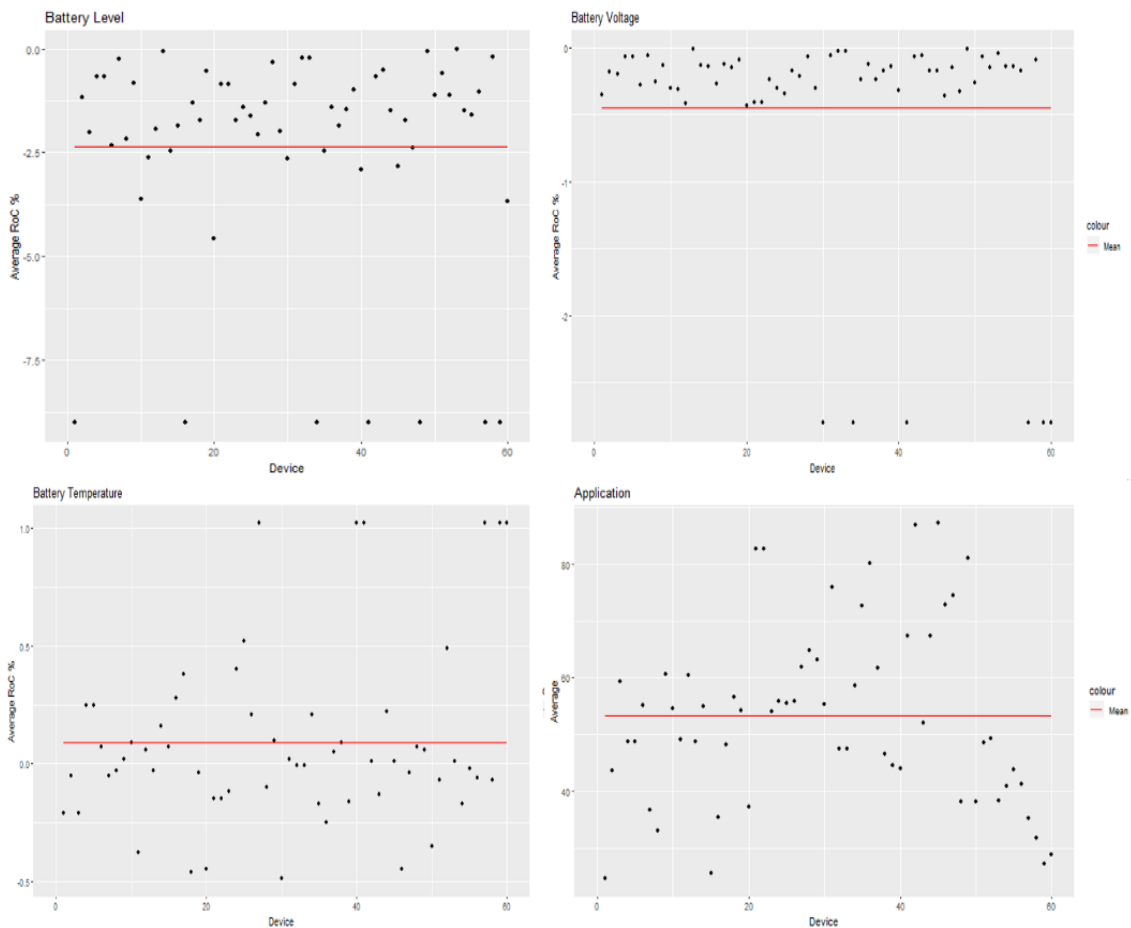 Battery Level
0.0
-2.5
-5.0
-7.5
Average RoC %
0
20
40
60
Device
Battery Voltage
0
-1
-2
Average RoC %
0
20
40
60
Device
colour
Mean
Battery Temperature
1.0
0.5
0.0
-0.5
Average RoC %
0
20
40
60
Device
Application
80
60
40
Average
0
20
40
60
Device
colour
Mean